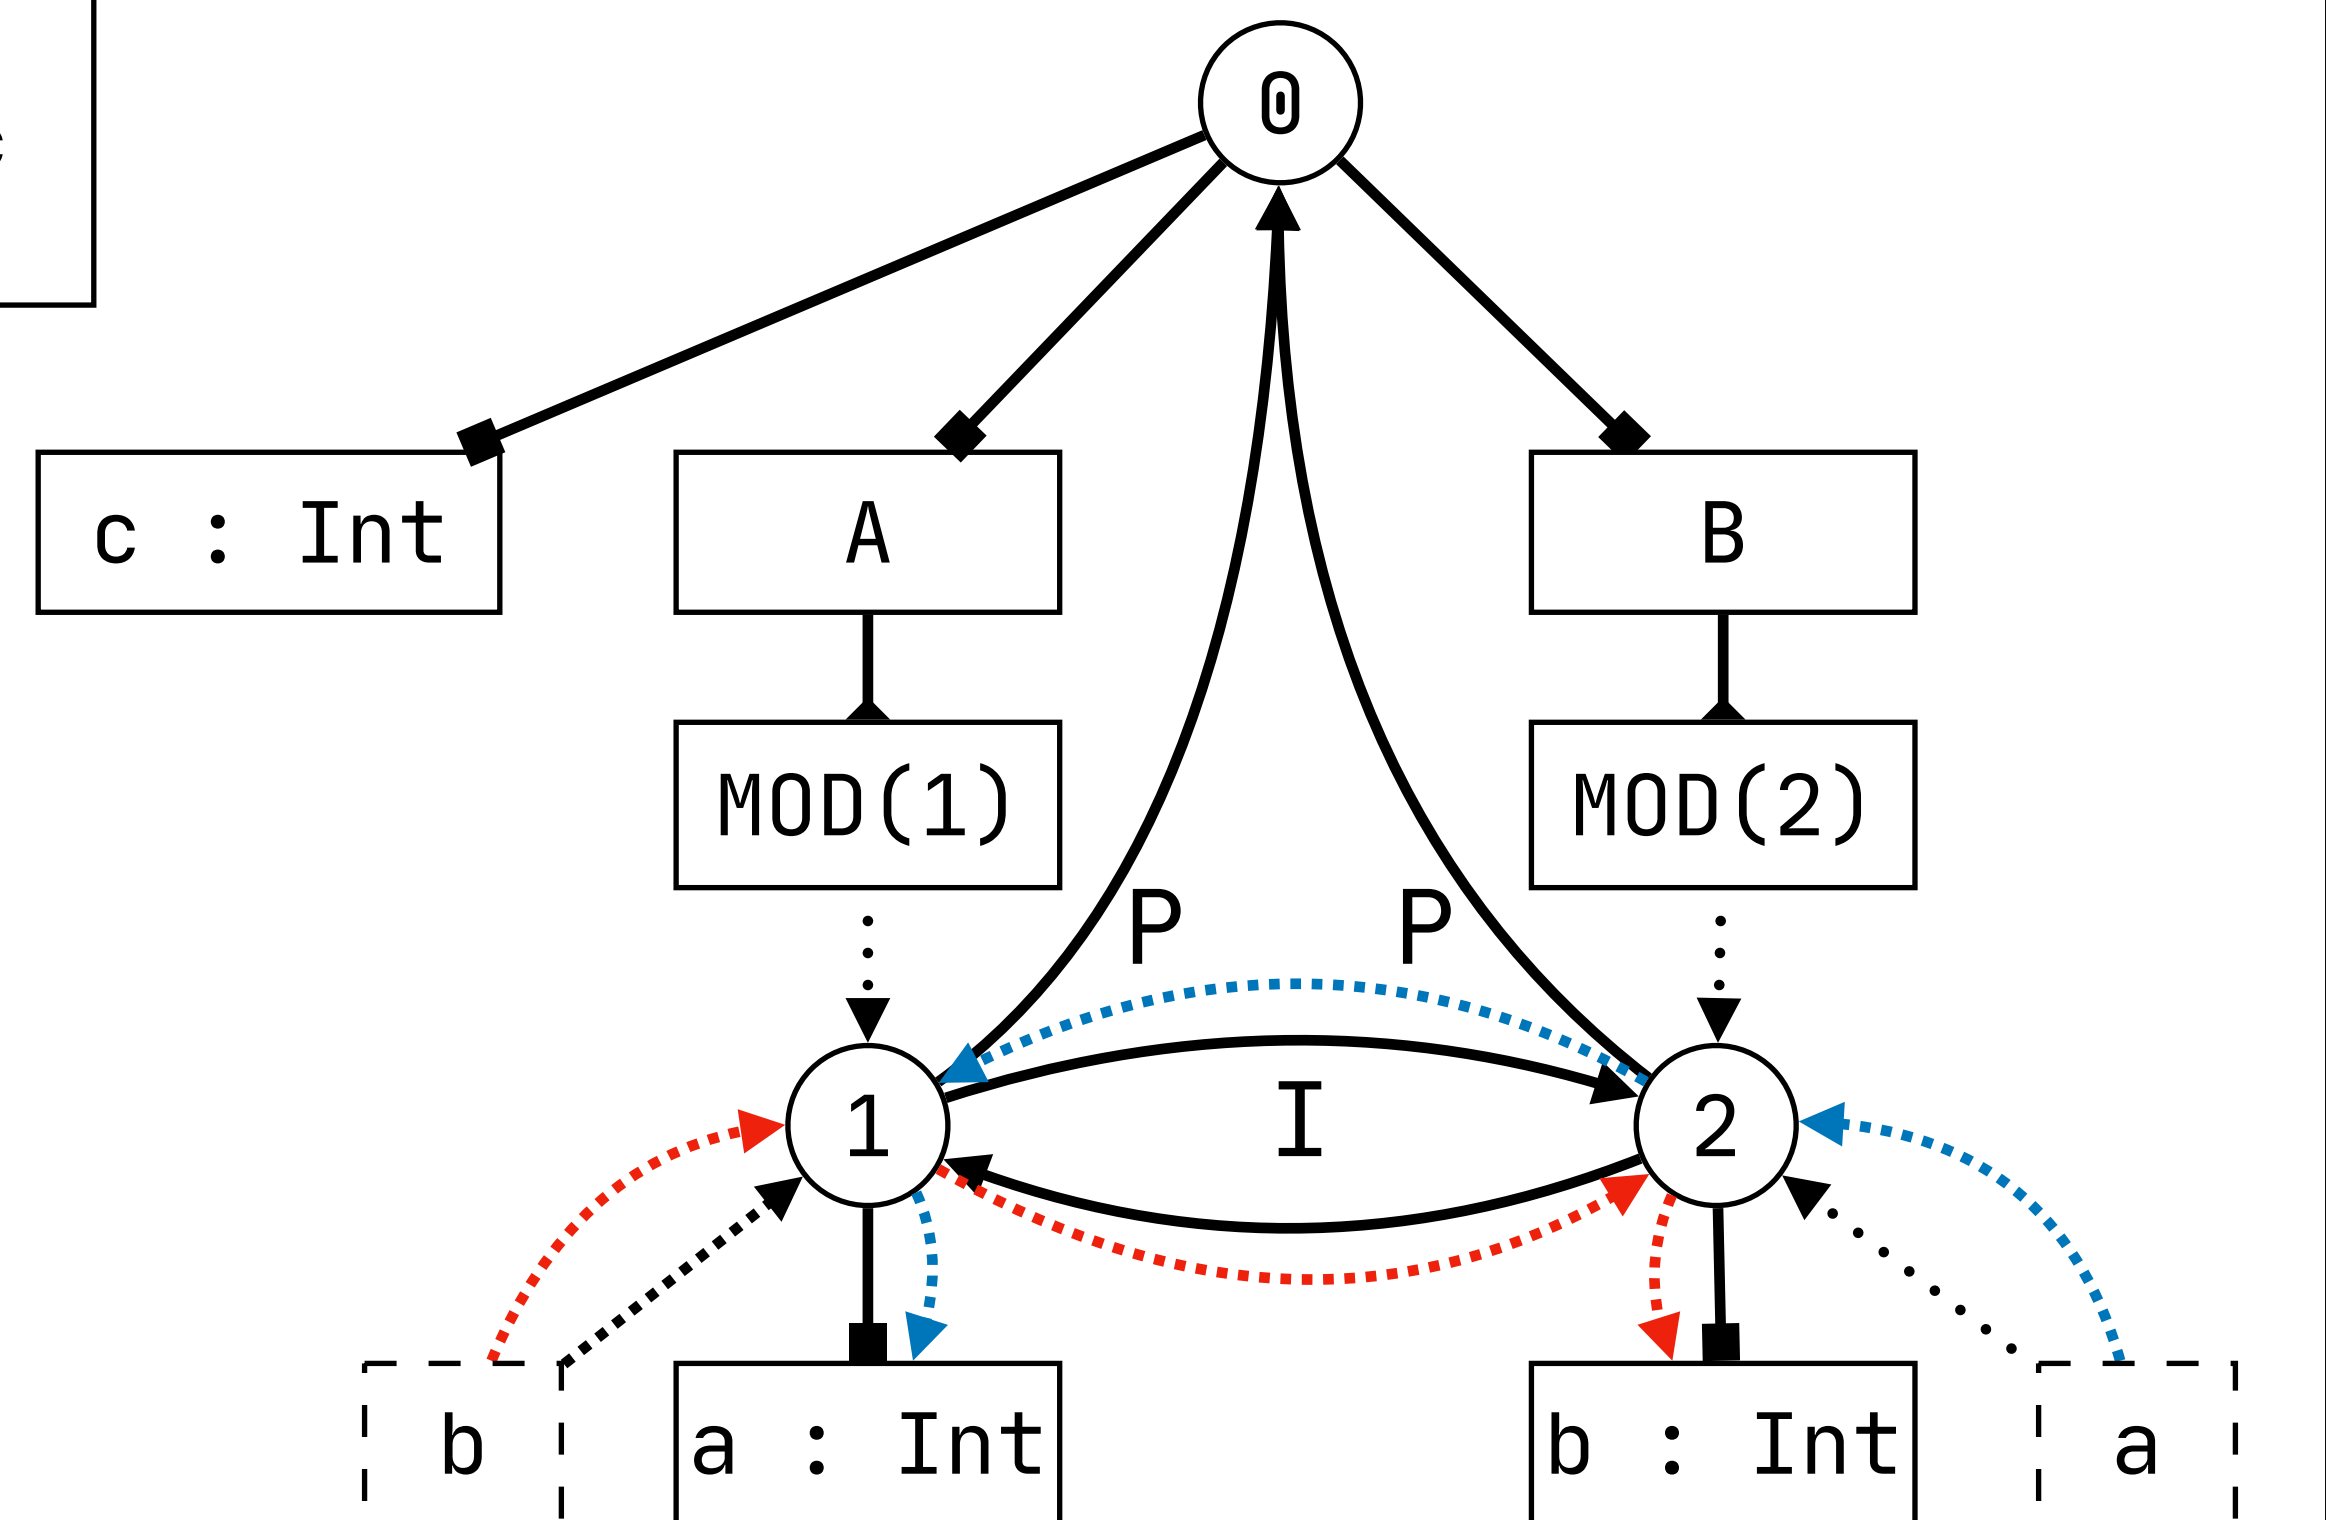 0
c : Int
A
B
MOD(1)
MOD(2)
P
P
1
I
2
b
a : Int
b : Int
a